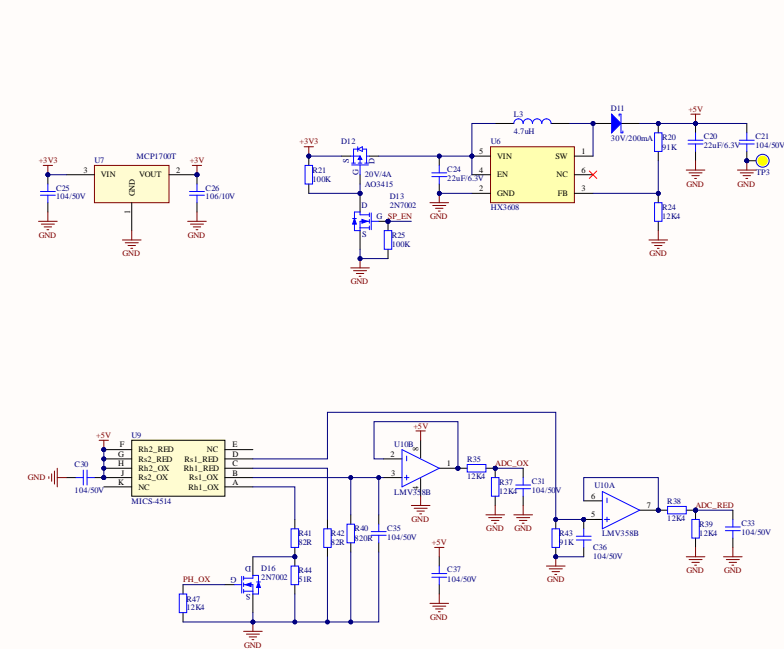 +3V3
U7
MCP1700T
+3V
3
VIN
VOUT
2
GND
1
C25
104/50V
C26
106/10V
GND
GND
GND
+3V3
D12
S
D
G
20V/4A
AO3415
R21
100K
D13
2N7002
D
G
S
SP_EN
R25
100K
GND
C24
22uF/6.3V
GND
L3
4.7uH
U6
5
VIN
SW
1
4
EN
NC
6
2
GND
FB
3
HX3608
D11
30V/200mA
R20
91K
R24
12K4
GND
+5V
C20
22uF/6.3V
GND
C21
104/50V
TP3
GND
+5V
U9
F
Rh2_RED
NC
E
G
Rs2_RED
Rs1_RED
D
H
Rh2_OX
Rh1_RED
C
J
Rs2_OX
Rs1_OX
B
K
NC
Rh1_OX
A
MICS-4514
GND
C30
104/50V
R41
82R
R44
51R
R42
82R
R40
820R
C35
104/50V
PH_OX
D
G
S
D16
2N7002
R47
12K4
GND
+5V
U10B
8
2
3
1
4
LMV358B
GND
R35
12K4
ADC_OX
R37
12K4
C31
104/50V
GND
GND
+5V
C37
104/50V
GND
U10A
6
5
7
LMV358B
R43
91K
C36
104/50V
GND
R38
12K4
ADC_RED
R39
12K4
C33
104/50V
GND
GND